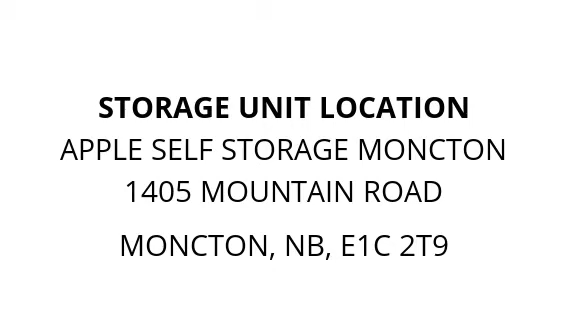 STORAGE UNIT LOCATION
APPLE SELF STORAGE MONCTON
1405 MOUNTAIN ROAD
MONCTON, NB, E1C 2T9